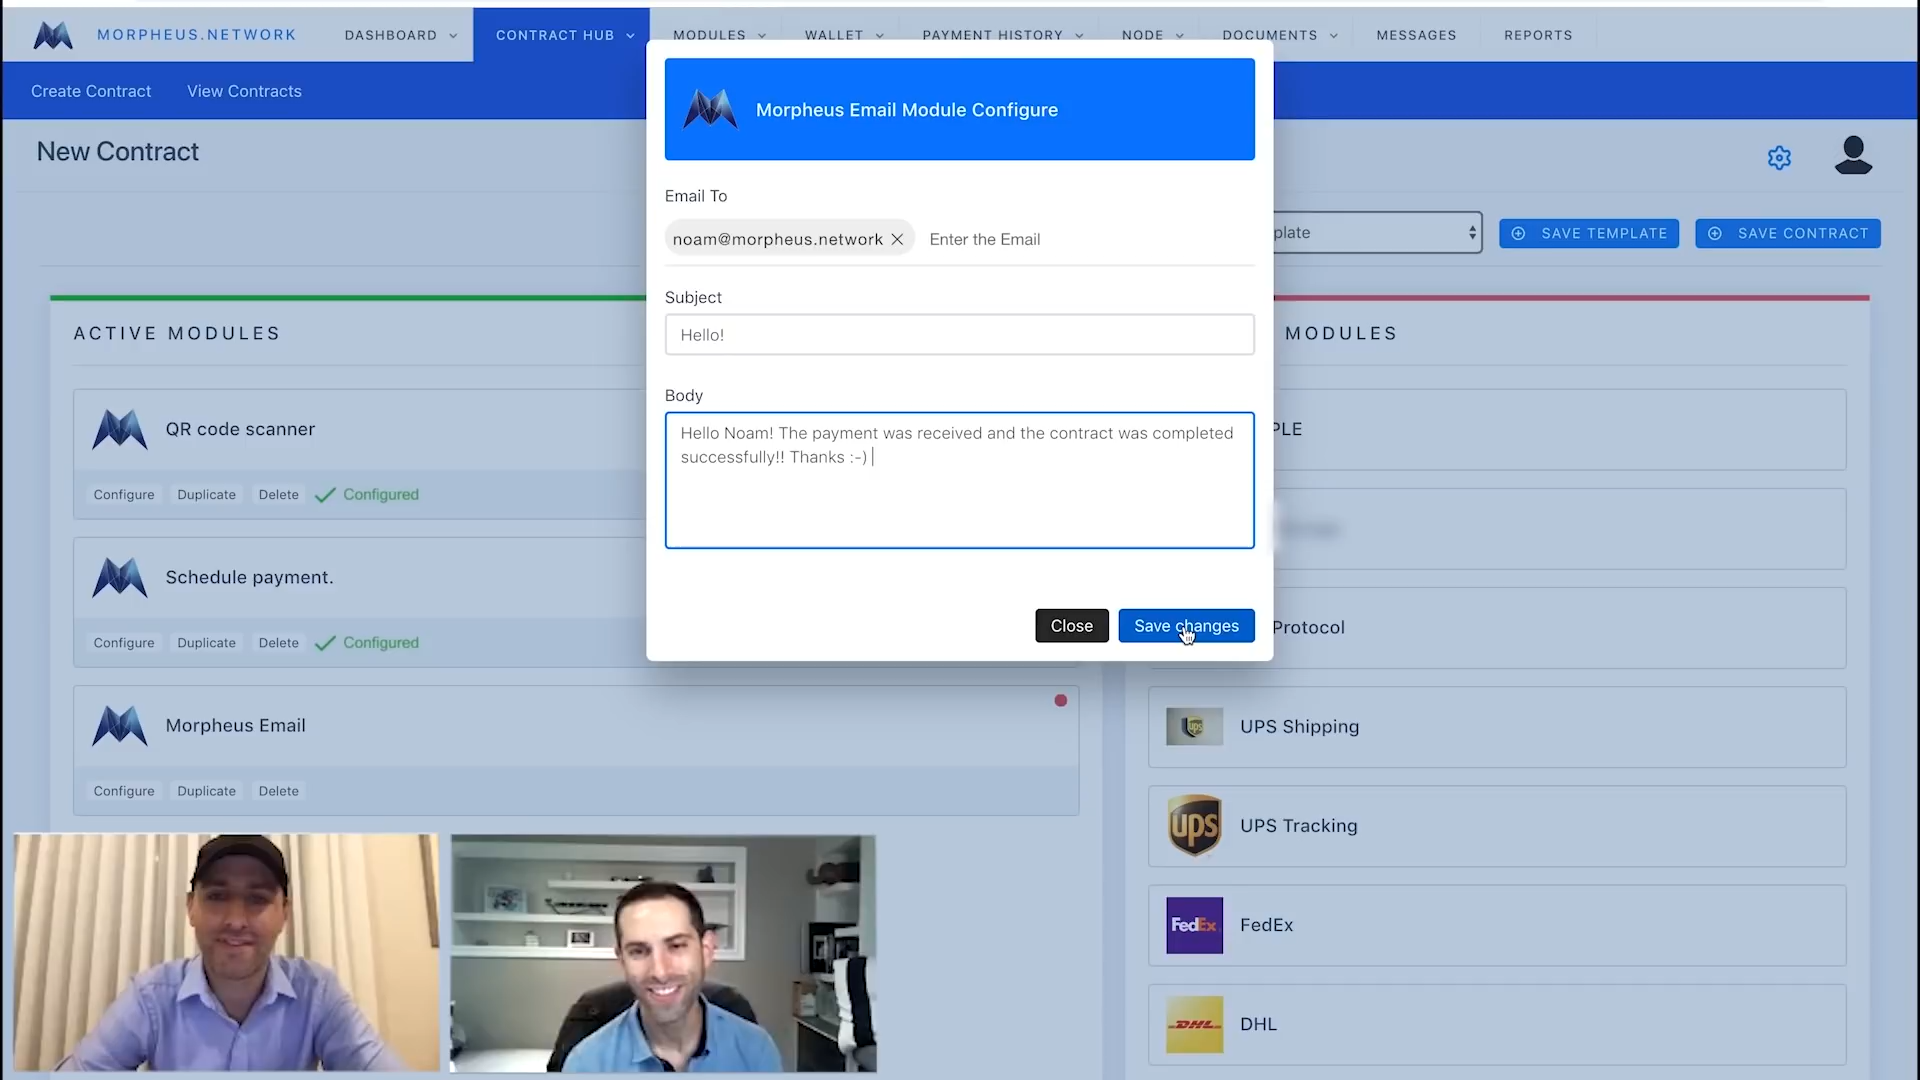 MORPHEUS.NETWORK
DASHBOARD
CONTRACT HUB
MODULES
WALLET
PAYMENT HISTORY
NODE
DOCUMENTS
MESSAGES
REPORTS
Create Contract
View Contracts
New Contract
Morpheus Email Module Configure
Email To
noam@morpheus.network
Enter the Email
Subject
Hello!
Body
Hello Noam! The payment was received and the contract was completed
successfully!! Thanks :-)
Close
Save changes
plate
SAVE TEMPLATE
SAVE CONTRACT
ACTIVE MODULES
QR code scanner
Configure Duplicate Delete Configured
Schedule payment.
Configure Duplicate Delete Configured
Morpheus Email
Configure Duplicate Delete
MODULES
PLE
Protocol
UPS Shipping
ups
UPS Tracking
FedEx
FedEx
DHL
DHL